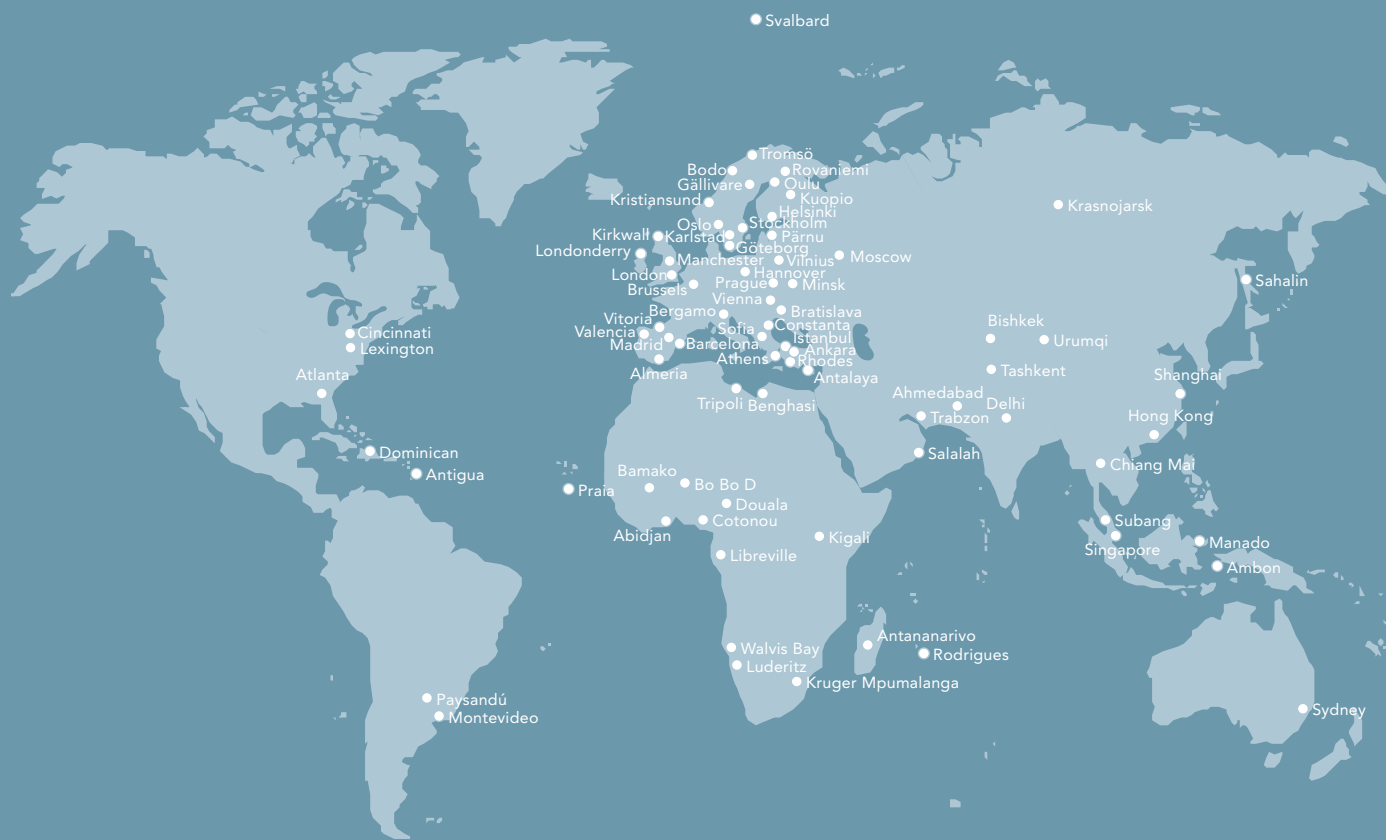 Svalbard
Tromsö
Bodo
Rovaniemi
Gällivare
Oulu
Kuopio
Kristiansund
Helsinki
Oslo
Stockholm
Krasnojarsk
Kirkwall
Karlstad
Pärnu
Göteborg
Londonderry
Manchester
Vilnius
Moscow
London
Hannover
Brussels
Prague
Minsk
Sahalin
Vienna
Bergamo
Bratislava
Vitoria
Sofia
Constanta
Bishkek
Cincinnati
Valencia
Istanbul
Urumqi
Madrid
Barcelona
Ankara
Lexington
Athens
Rhodes
Atlanta
Almeria
Antalaya
Tashkent
Shanghai
Tripoli
Benghasi
Ahmedabad
Delhi
Trabzon
Hong Kong
Dominican
Salalah
Chiang Mai
Antigua
Bamako
Bo Bo D
Praia
Douala
Cotonou
Subang
Abidjan
Kigali
Manado
Singapore
Libreville
Ambon
Antananarivo
Walvis Bay
Rodrigues
Luderitz
Kruger Mpumalanga
Paysandú
Montevideo
Sydney